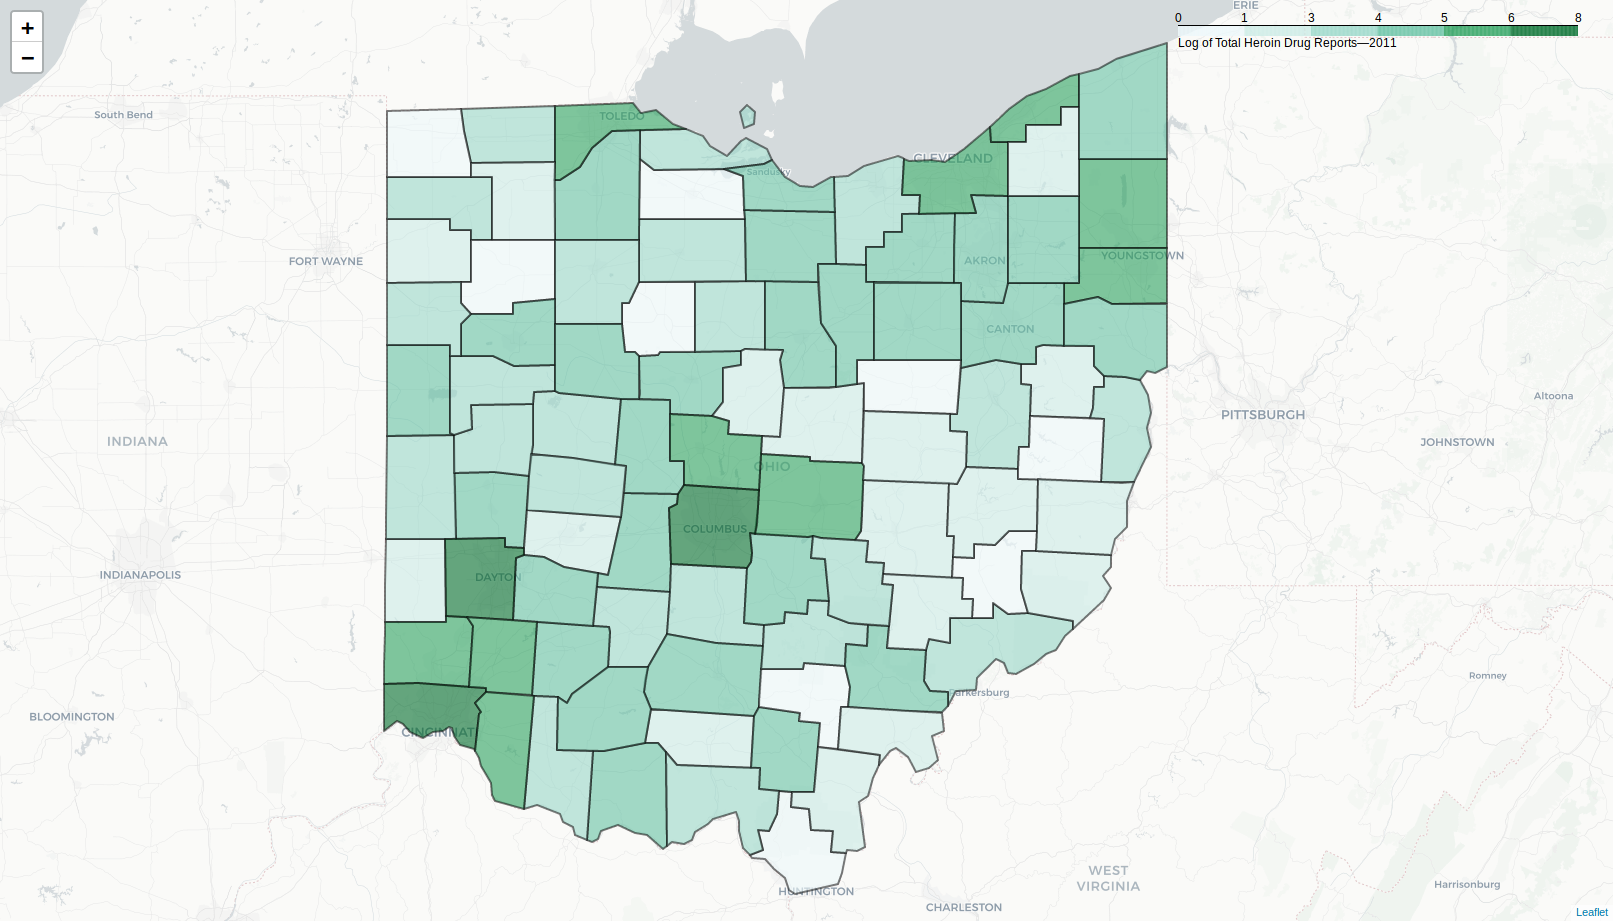 +
−
ERIE
0 1 3 4 5 6 8
Log of Total Heroin Drug Reports—2011
South Bend
TOLEDO
CLEVELAND
Sandusky
FORT WAYNE
AKRON
YOUNGSTOWN
CANTON
PITTSBURGH
Altoona
INDIANA
JOHNSTOWN
OHIO
COLUMBUS
INDIANAPOLIS
DAYTON
Romney
arkersburg
BLOOMINGTON
CINCINNAT
WEST
VIRGINIA
HUNTINGTON
Harrisonburg
CHARLESTON
Leaflet